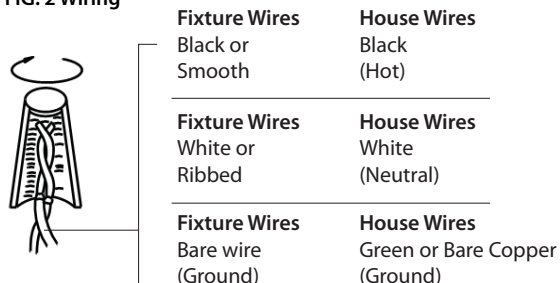 FIG. 2 Wiring
Fixture Wires House Wires
Black or Black
Smooth (Hot)
Fixture Wires House Wires
White or White
Ribbed (Neutral)
Fixture Wires House Wires
Bare wire Green or Bare Copper
(Ground) (Ground)